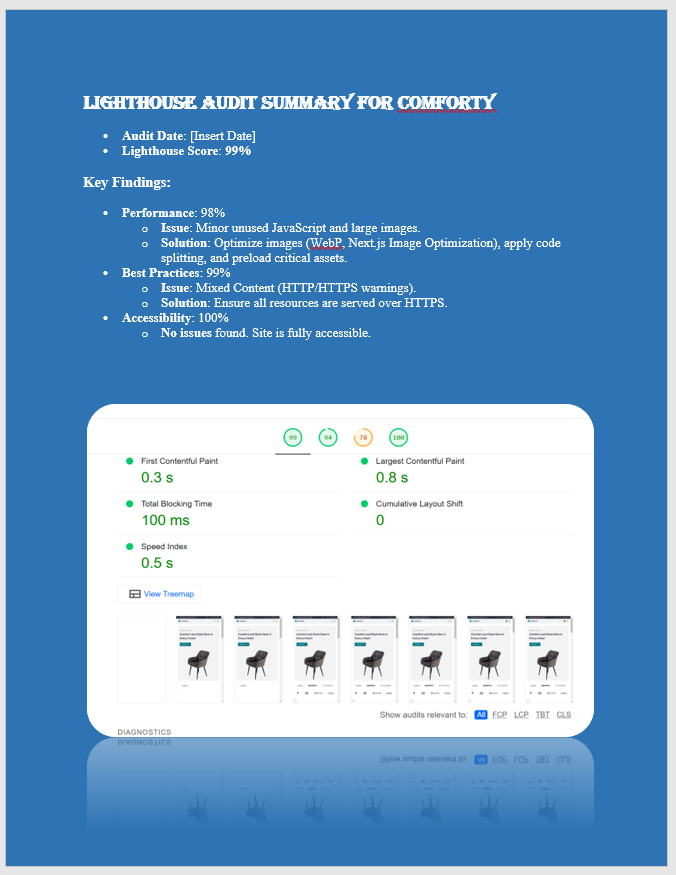 LIGHTHOUSE AUDIT SUMMARY FOR COMFORTY
• Audit Date: [Insert Date]
• Lighthouse Score: 99%
Key Findings:
• Performance: 98%
o Issue: Minor unused JavaScript and large images.
o Solution: Optimize images (WebP, Next.js Image Optimization), apply code
splitting, and preload critical assets.
• Best Practices: 99%
o Issue: Mixed Content (HTTP/HTTPS warnings).
o Solution: Ensure all resources are served over HTTPS.
• Accessibility: 100%
o No issues found. Site is fully accessible.
99 94 78 100
First Contentful Paint Largest Contentful Paint
0.3 s 0.8 s
Total Blocking Time Cumulative Layout Shift
100 ms 0
Speed Index
0.5 s
View Treemap
Show audits relevant to: All FCP LCP TBT CLS
DIAGNOSTICS